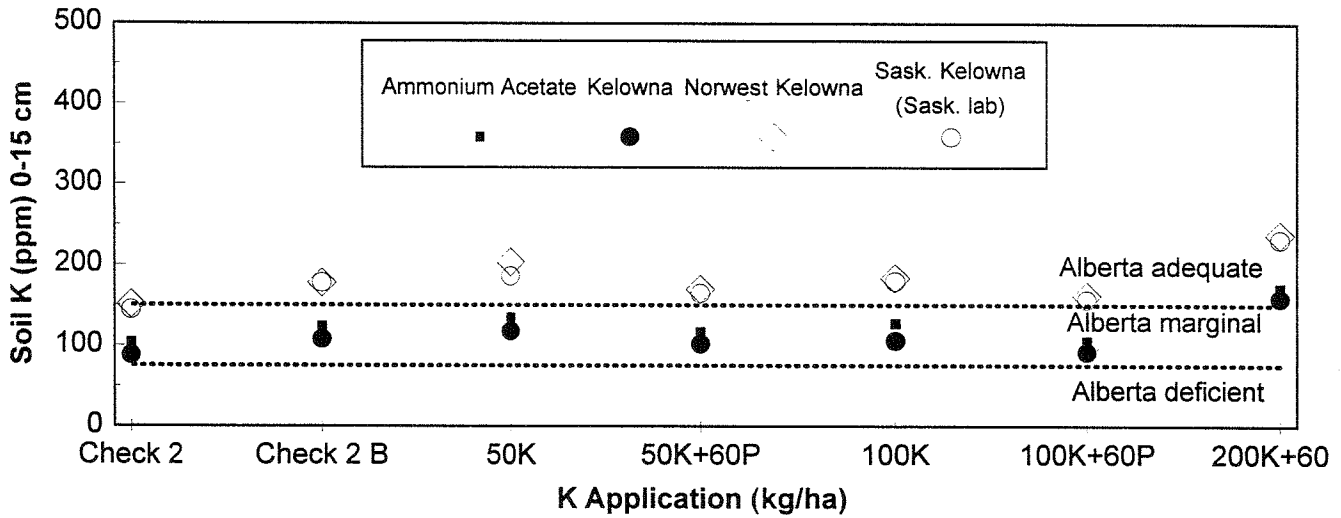 500
400
300
200
100
0
Soil K (ppm) 0-15 cm
Ammonium Acetate Kelowna Norwest Kelowna Sask. Kelowna
(Sask. lab)
Alberta adequate
Alberta marginal
Alberta deficient
Check 2 Check 2 B 50K 50K+60P 100K 100K+60P 200K+60
K Application (kg/ha)